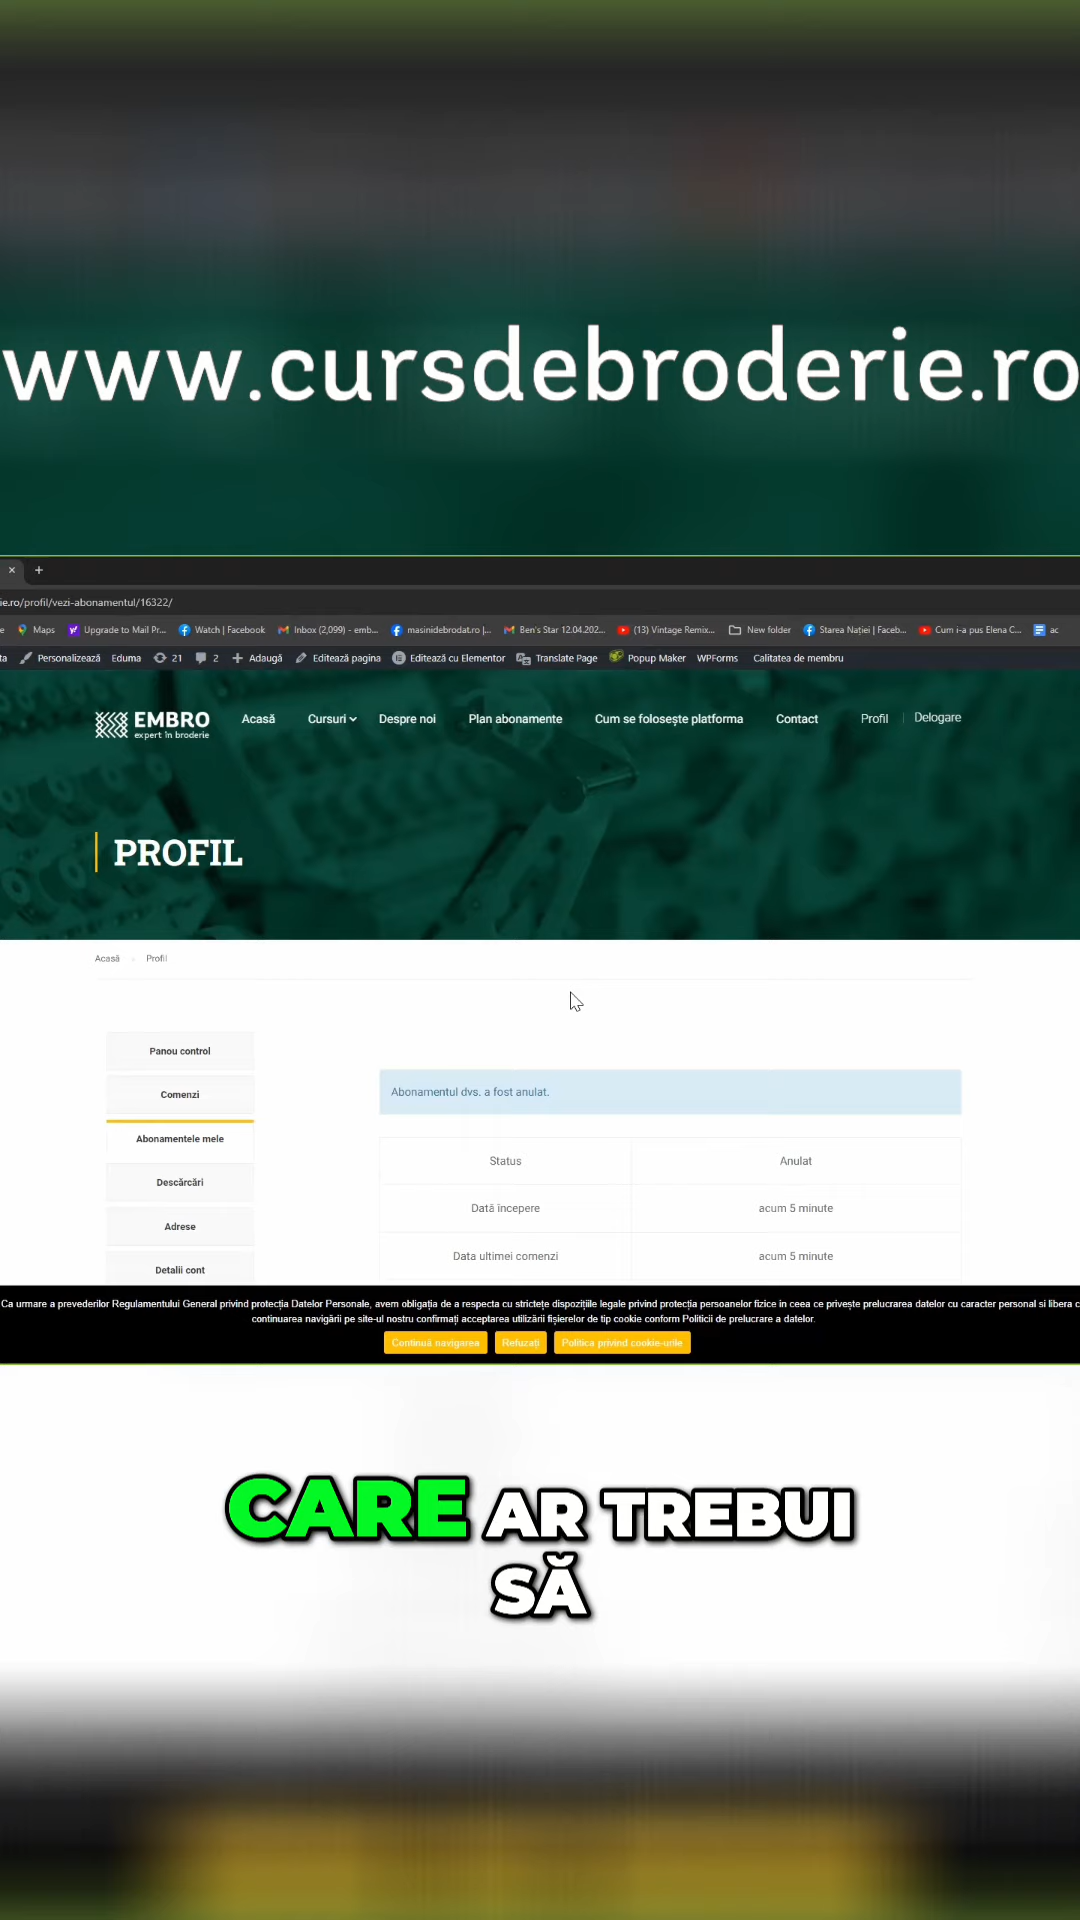 www.cursdebroderie.ro
ie.ro/profil/vezi-abonamentul/16322/
Maps Upgrade to Mail Pr... Watch | Facebook Inbox (2,099) - emb... masinidebrodat.ro |... Ben's Star 12.04.202... (13) Vintage Remix... New folder Starea Nației | Faceb... Cum i-a pus Elena C... ac
ta Personalizează Eduma 21 2 Adaugă Editează pagina Editează cu Elementor Translate Page Popup Maker WPForms Calitatea de membru
EMBRO
expert în broderie
Acasă Cursuri Despre noi Plan abonamente Cum se folosește platforma Contact Profil Delogare
PROFIL
Acasă Profil
Panou control
Comenzi
Abonamentele mele
Descărcări
Adrese
Detalii cont
Abonamentul dvs. a fost anulat.
Status Anulat
Dată începere acum 5 minute
Data ultimei comenzi acum 5 minute
Ca urmare a prevederilor Regulamentului General privind protecția Datelor Personale, avem obligația de a respecta cu strictețe dispozițiile legale privind protecția persoanelor fizice in ceea ce privește prelucrarea datelor cu caracter personal si libera c
continuarea navigării pe site-ul nostru confirmați acceptarea utilizării fișierelor de tip cookie conform Politicii de prelucrare a datelor.
Continuă navigarea Refuzați Politica privind cookie-urile
CARE AR TREBUI
SĂ